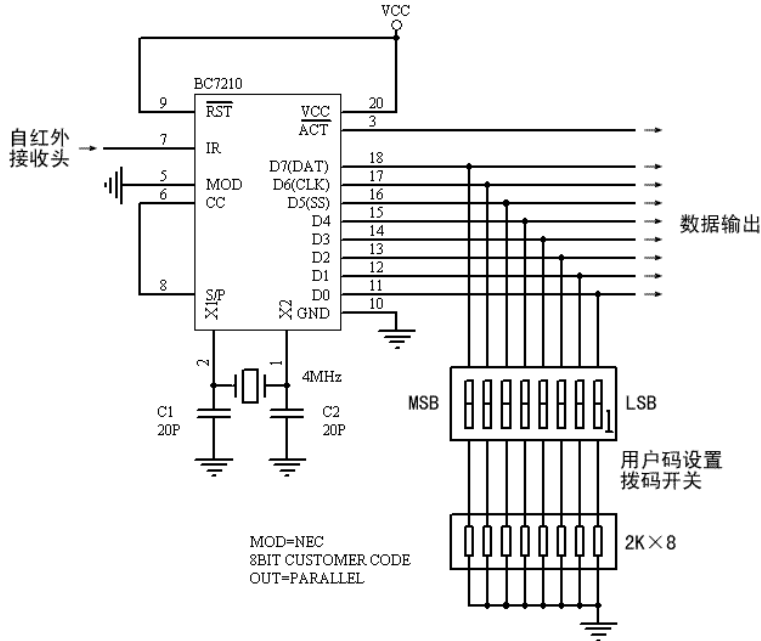 VCC
BC7210
9 RST VCC 20
ACT 3
自红外
接收头
7 IR
D7(DAT) 18
5 MOD D6(CLK) 17
6 CC D5(SS) 16
D4 15
D3 14
数据输出
D2 13
D1 12
8 S/P D0 11
X1 X2 GND 10
2 1
4MHz
C1
20P
C2
20P
MSB LSB
1
用户码设置
拨码开关
MOD=NEC
8BIT CUSTOMER CODE
OUT=PARALLEL
2K×8